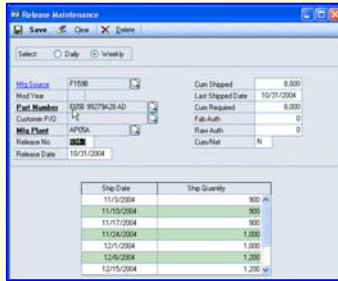 Release Maintenance
Save Clear Delete
Select: Daily Weekly
Mfg Source F159B Cum Shipped 8,000
Mod Year Last Shipped Date 10/31/2004
Part Number 99279A28 AD Cum Required 8,000
Customer P/O Fab Auth 0
Mfg Plant AP05A Raw Auth 0
Release No Cum/Net N
Release Date 10/31/2004
Ship Date Ship Quantity
11/3/2004 900
11/10/2004 900
11/17/2004 900
11/24/2004 1,000
12/1/2004 1,000
12/8/2004 1,200
12/15/2004 1,200